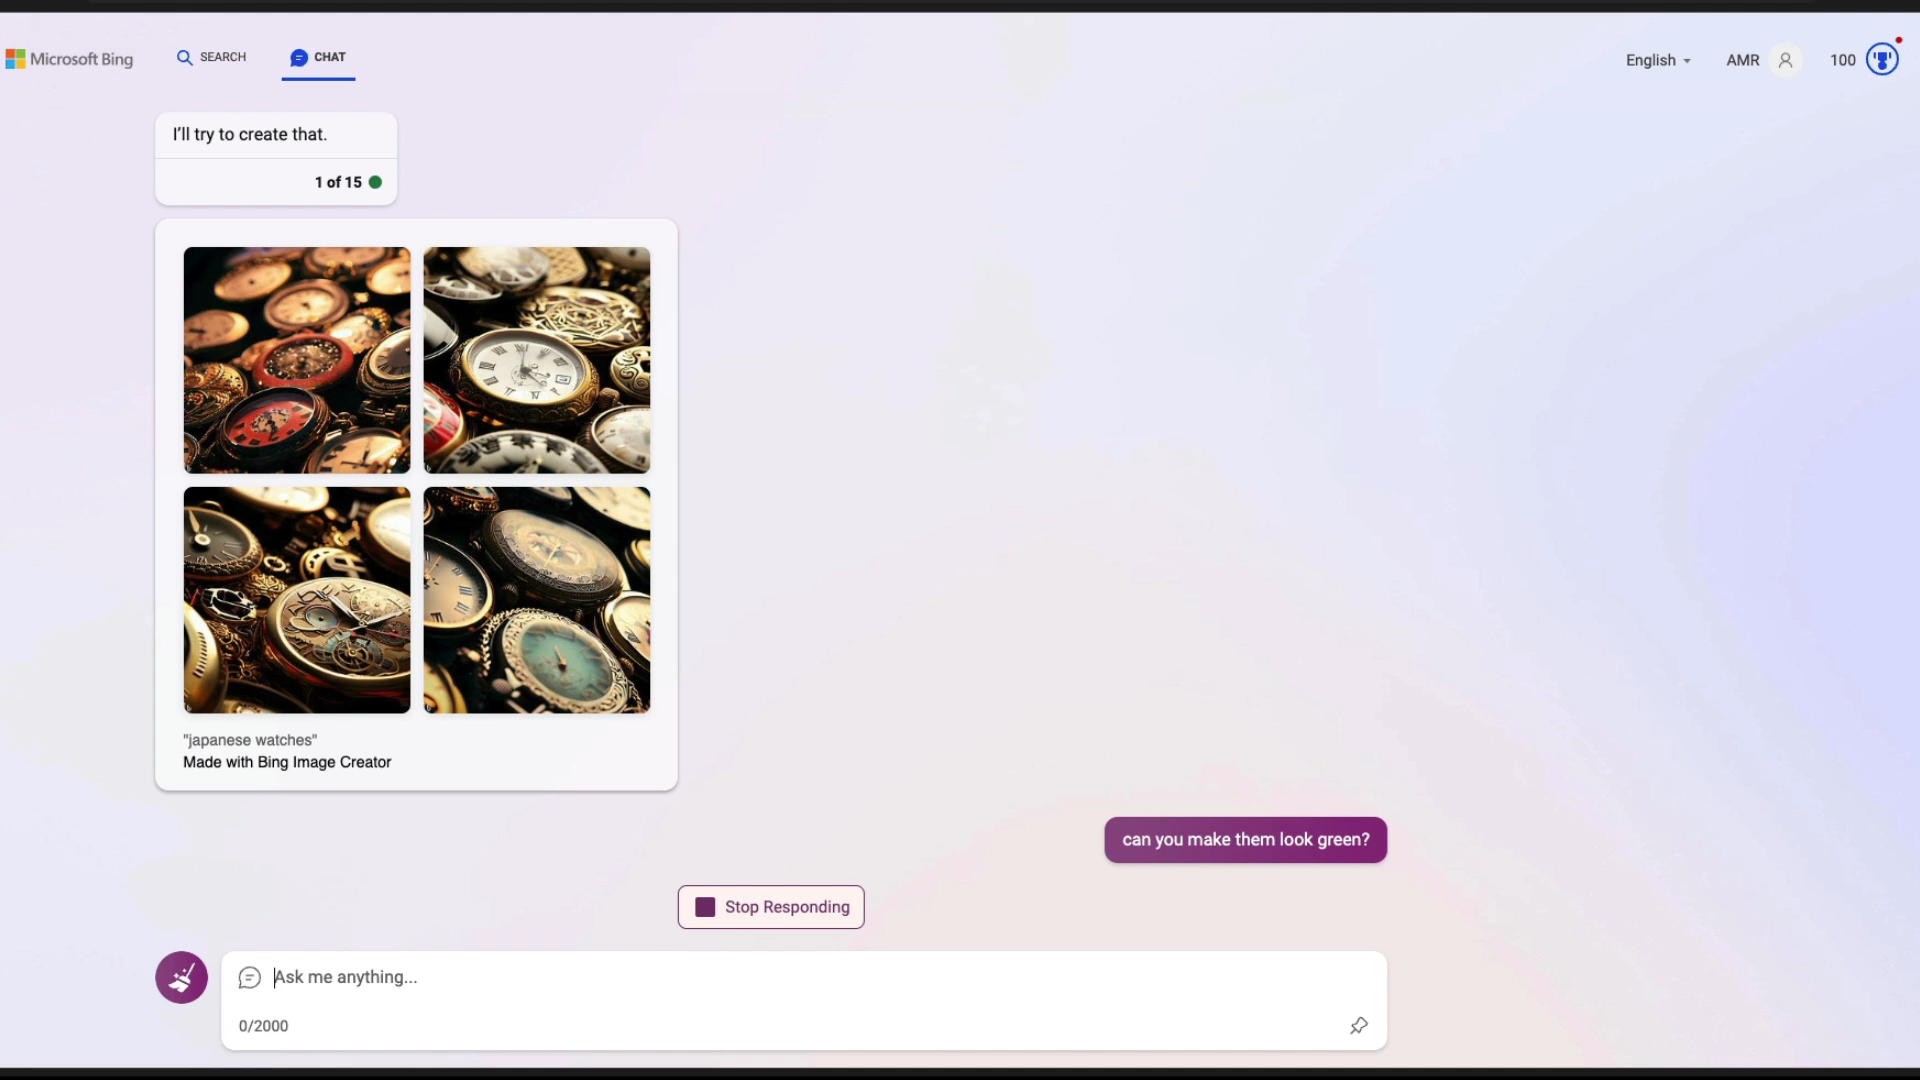 Microsoft Bing
SEARCH
CHAT
English
AMR
100
I'll try to create that.
1 of 15
"japanese watches"
Made with Bing Image Creator
can you make them look green?
Stop Responding
Ask me anything...
0/2000